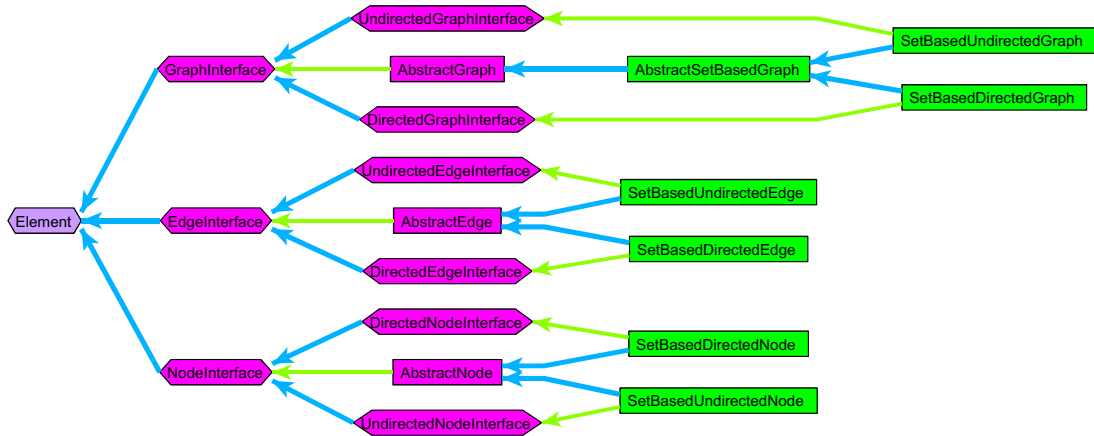 UndirectedGraphInterface
SetBasedUndirectedGraph
GraphInterface
AbstractGraph
AbstractSetBasedGraph
SetBasedDirectedGraph
DirectedGraphInterface
UndirectedEdgeInterface
SetBasedUndirectedEdge
Element
EdgeInterface
AbstractEdge
SetBasedDirectedEdge
DirectedEdgeInterface
DirectedNodeInterface
SetBasedDirectedNode
NodeInterface
AbstractNode
SetBasedUndirectedNode
UndirectedNodeInterface